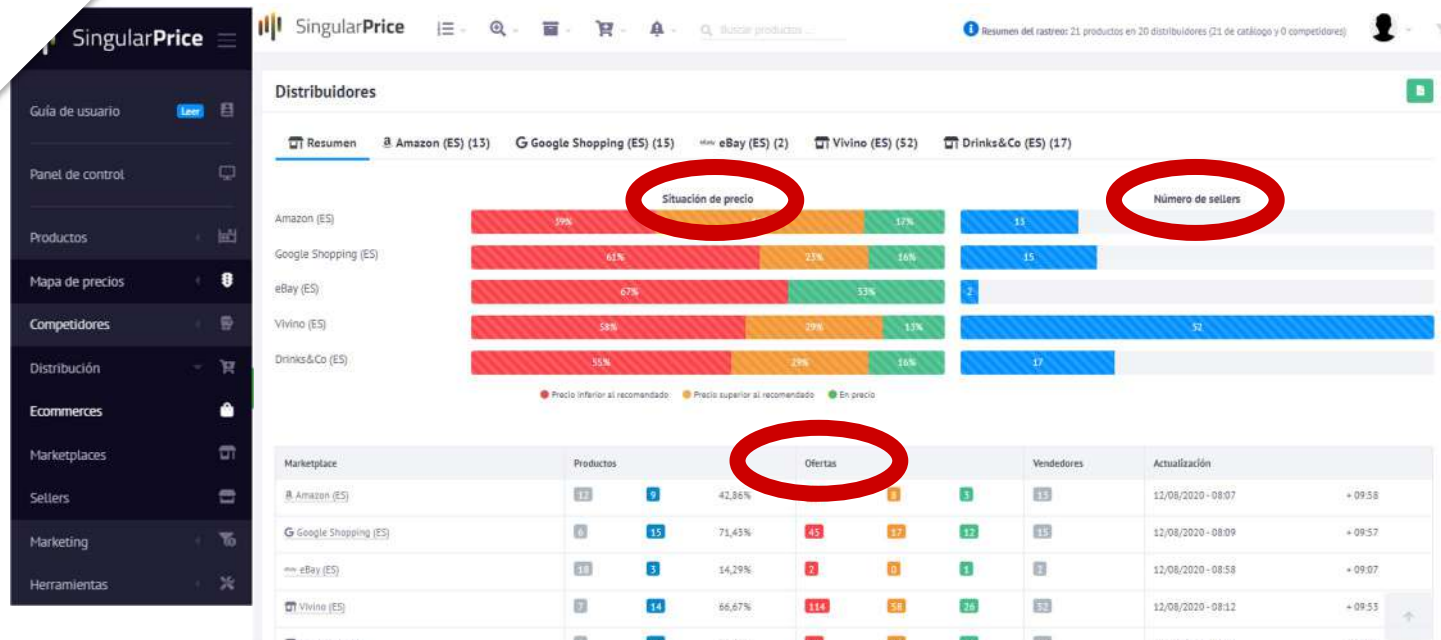 SingularPrice
Guía de usuario Leer
Panel de control
Productos
Mapa de precios
Competidores
Distribución
Ecommerces
Marketplaces
Sellers
Marketing
Herramientas
SingularPrice Buscar productos ... Resumen del rastreo: 21 productos en 20 distribuidores (21 de catálogo y 0 competidores)
Distribuidores
Resumen Amazon (ES) (13) Google Shopping (ES) (15) eBay (ES) (2) Vivino (ES) (52) Drinks&Co (ES) (17)
Situación de precio Número de sellers
Amazon (ES) 39% 17% 13
Google Shopping (ES) 61% 23% 16% 15
eBay (ES) 67% 33% 2
Vivino (ES) 58% 29% 13% 52
Drinks&Co (ES) 55% 29% 16% 17
Precio inferior al recomendado Precio superior al recomendado En precio
Marketplace Productos Ofertas Vendedores Actualización
Amazon (ES) 12 9 42,86% 8 3 13 12/08/2020 - 08:07 + 09:58
Google Shopping (ES) 6 15 71,43% 45 17 12 15 12/08/2020 - 08:09 + 09:57
eBay (ES) 18 3 14,29% 2 0 1 2 12/08/2020 - 08:58 + 09:07
Vivino (ES) 7 14 66,67% 114 58 26 52 12/08/2020 - 08:12 + 09:53